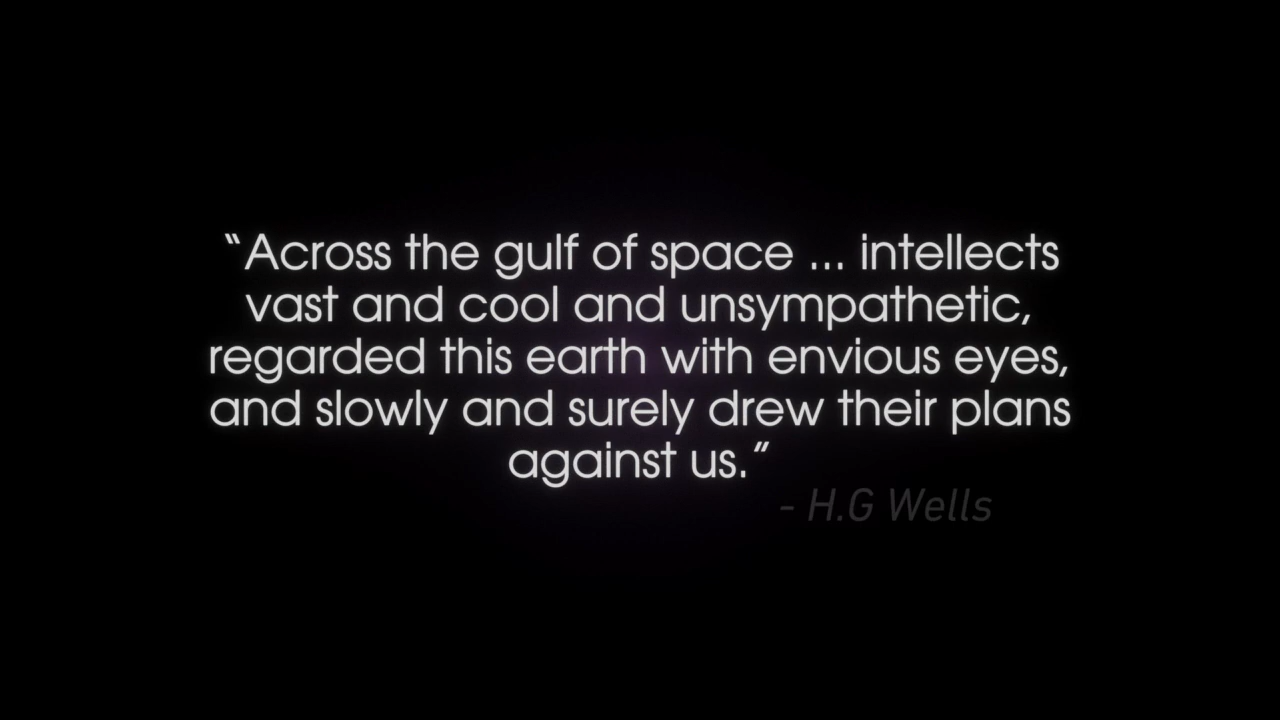 “Across the gulf of space ... intellects
vast and cool and unsympathetic,
regarded this earth with envious eyes,
and slowly and surely drew their plans
against us.”
- H.G Wells